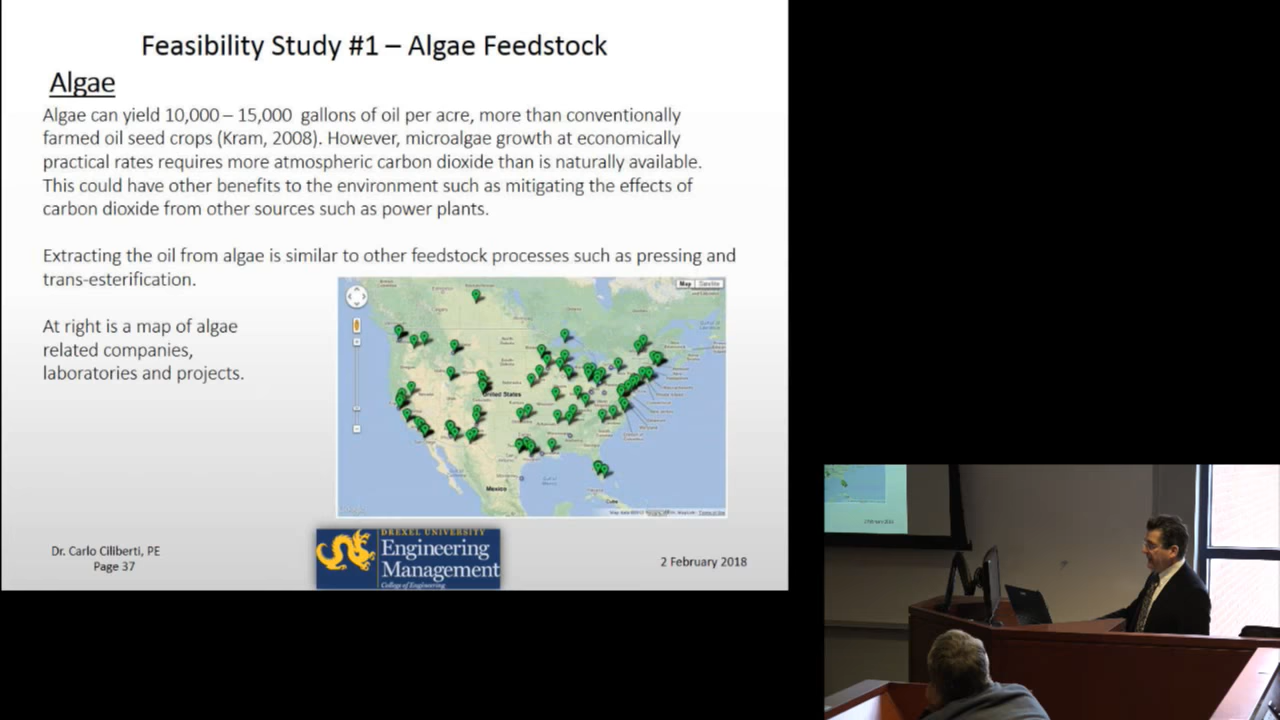 Feasibility Study #1 – Algae Feedstock
Algae
Algae can yield 10,000 – 15,000 gallons of oil per acre, more than conventionally
farmed oil seed crops (Kram, 2008). However, microalgae growth at economically
practical rates requires more atmospheric carbon dioxide than is naturally available.
This could have other benefits to the environment such as mitigating the effects of
carbon dioxide from other sources such as power plants.
Extracting the oil from algae is similar to other feedstock processes such as pressing and
trans-esterification.
At right is a map of algae
related companies,
laboratories and projects.
Map Satellite
United States
Mexico
Cuba
Dr. Carlo Ciliberti, PE
Page 37
DREXEL UNIVERSITY
Engineering
Management
College of Engineering
2 February 2018